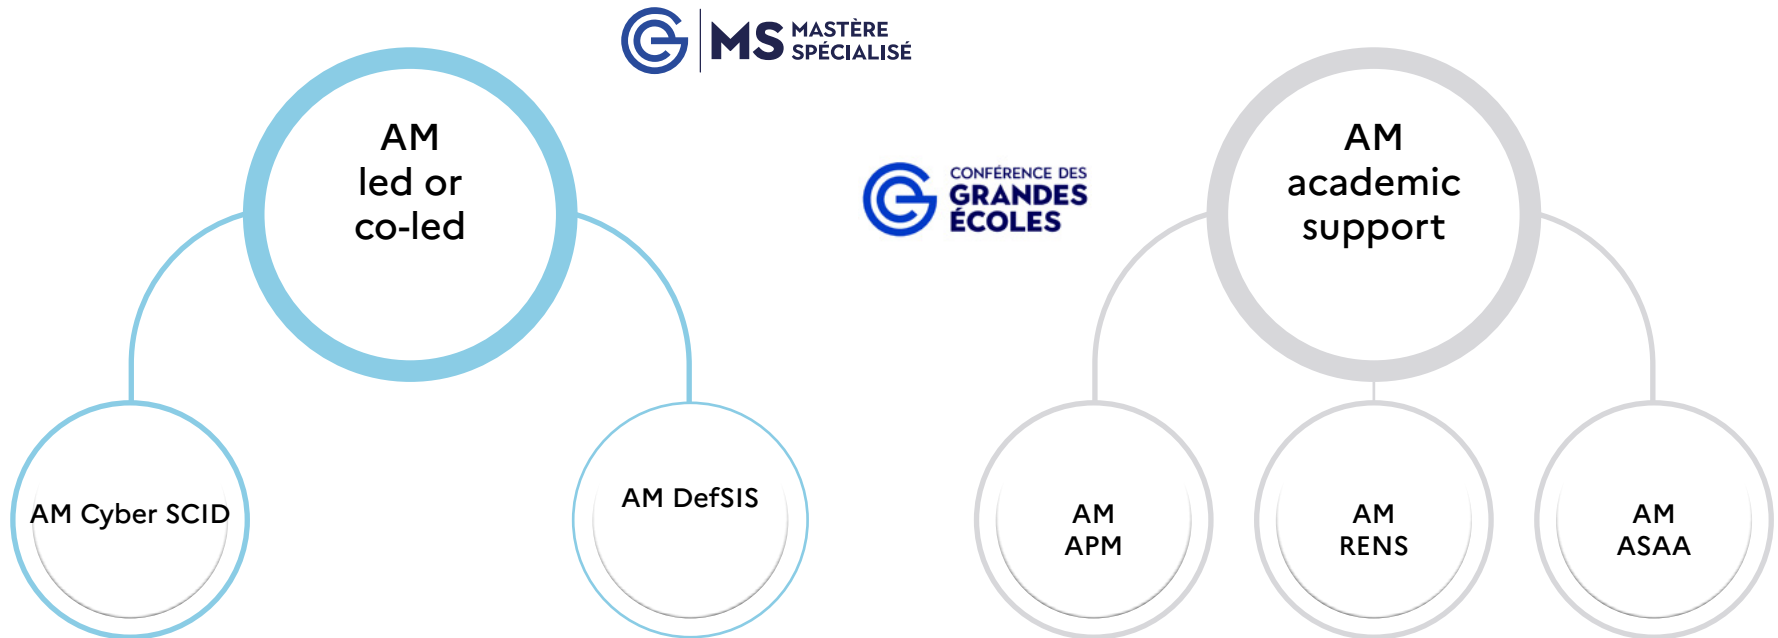 MS MASTÈRE
SPÉCIALISÉ
AM
led or
co-led
CONFÉRENCE DES
GRANDES
ÉCOLES
AM
academic
support
AM Cyber SCID
AM DefSIS
AM
APM
AM
RENS
AM
ASAA